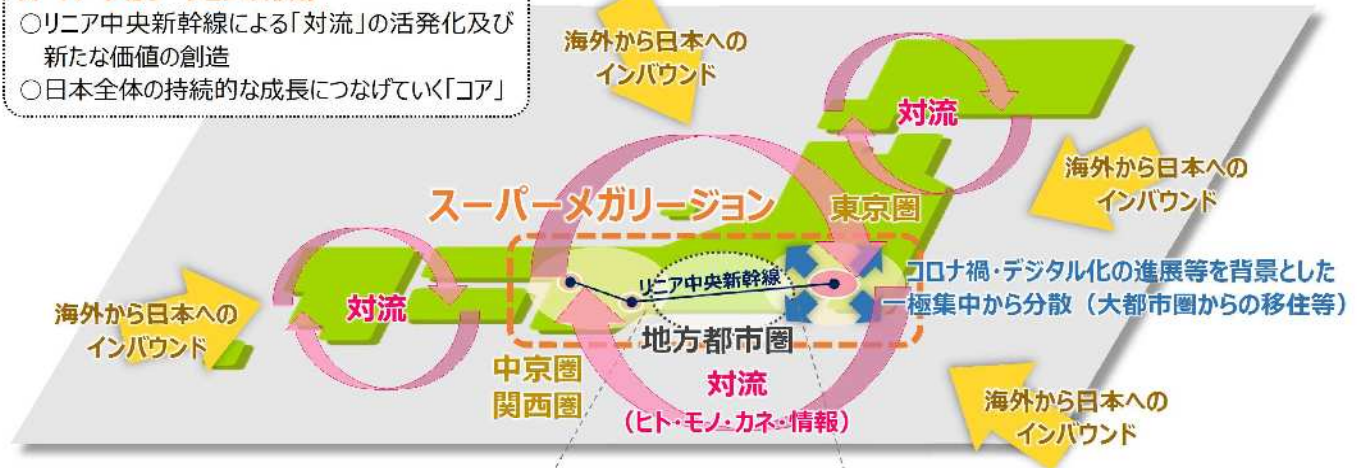 ○リニア中央新幹線による「対流」の活発化及び
新たな価値の創造
○日本全体の持続的な成長につなげていく「コア」
海外から日本への
インバウンド
対流
海外から日本への
インバウンド
スーパーメガリージョン
東京圏
コロナ禍・デジタル化の進展等を背景とした
一極集中から分散（大都市圏からの移住等）
リニア中央新幹線
対流
海外から日本への
インバウンド
地方都市圏
中京圏
関西圏
対流
（ヒト・モノ・カネ・情報）
海外から日本への
インバウンド